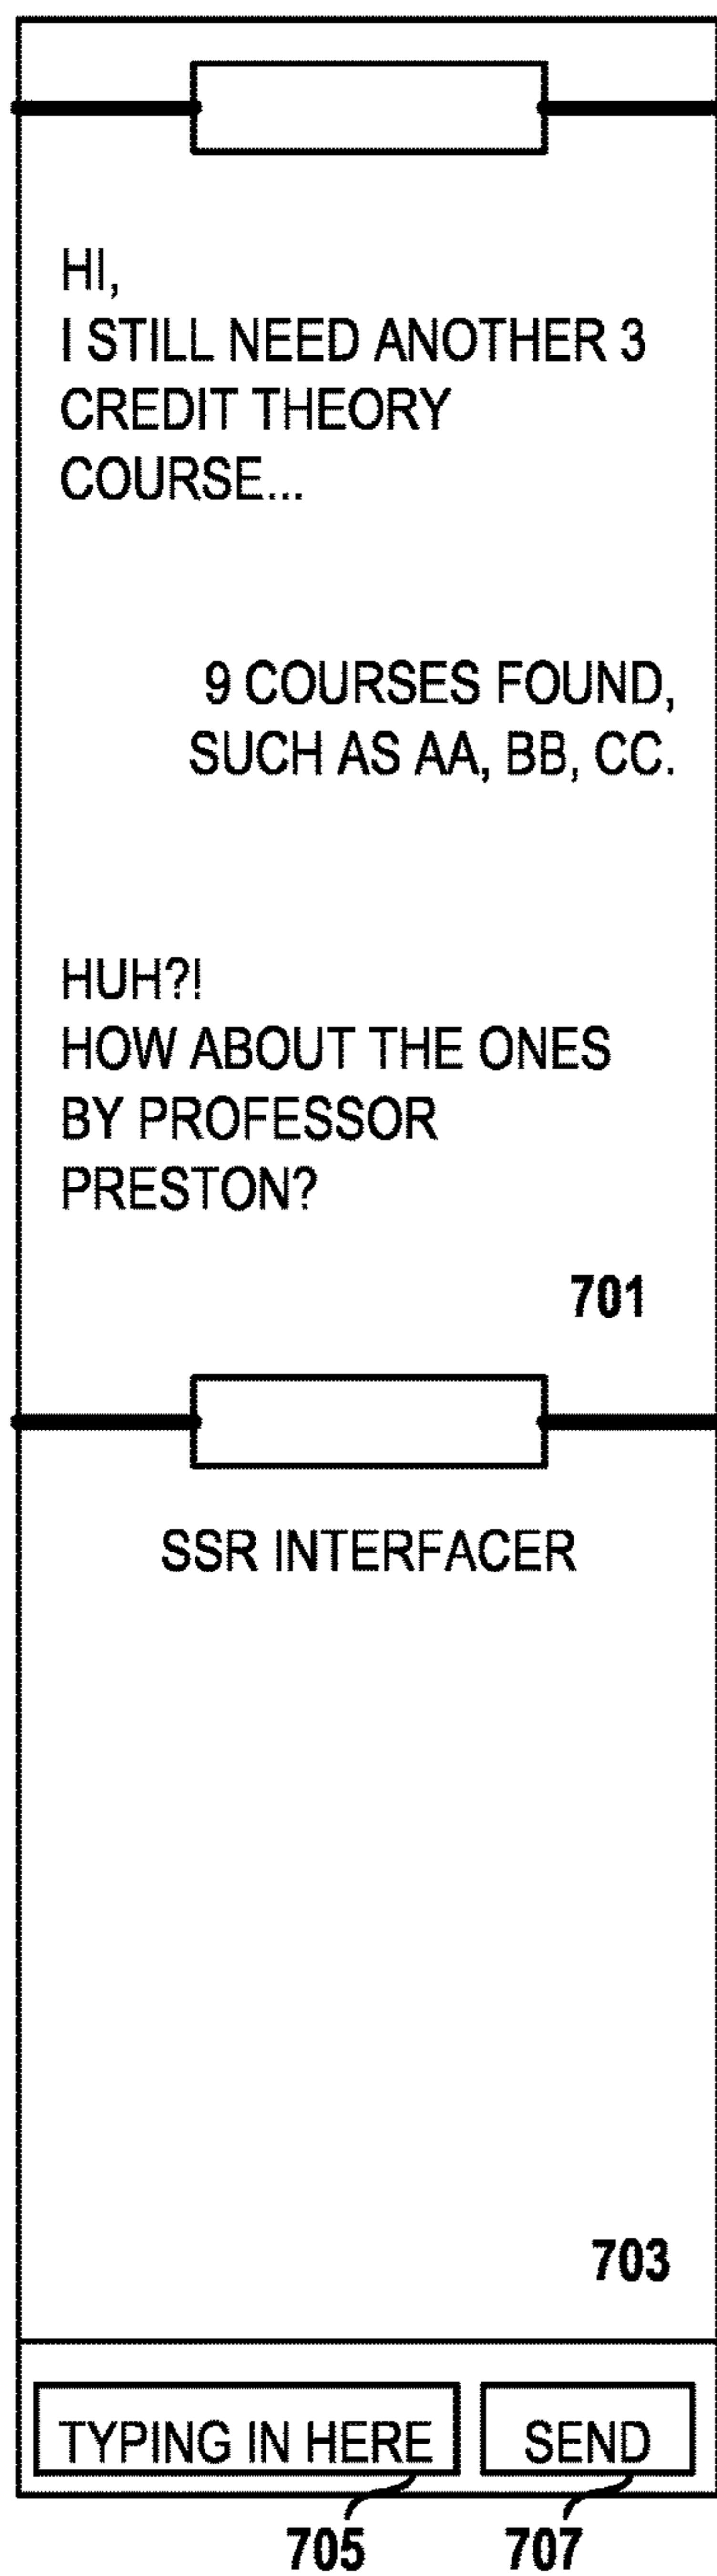 HI,
I STILL NEED ANOTHER 3
CREDIT THEORY
COURSE...
9 COURSES FOUND,
SUCH AS AA, BB, CC.
HUH?!
HOW ABOUT THE ONES
BY PROFESSOR
PRESTON?
701
SSR INTERFACER
703
TYPING IN HERE SEND
705 707